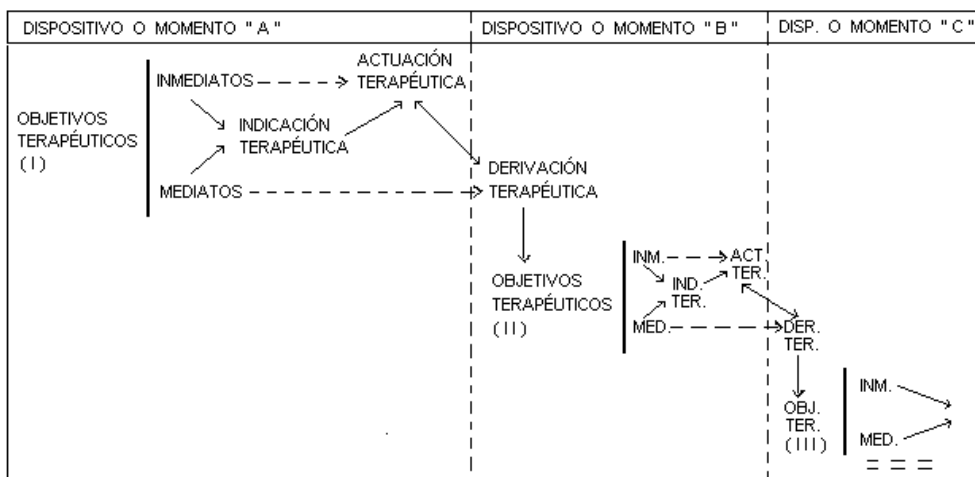 DISPOSITIVO O MOMENTO "A"
DISPOSITIVO O MOMENTO "B"
DISP. O MOMENTO "C"
OBJETIVOS
TERAPÉUTICOS
(I)
INMEDIATOS
ACTUACIÓN
TERAPÉUTICA
INDICACIÓN
TERAPÉUTICA
MEDIATOS
DERIVACIÓN
TERAPÉUTICA
OBJETIVOS
TERAPÉUTICOS
(II)
INM.
ACT
TER.
IND.
TER.
MED.
DER.
TER.
OBJ.
TER.
(III)
INM.
MED.